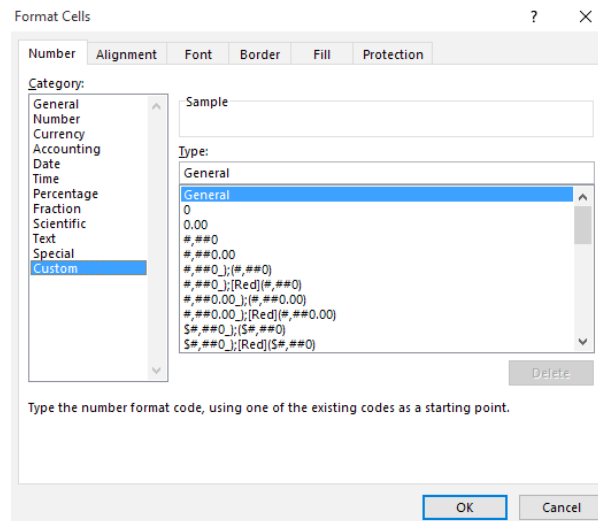 Format Cells ? X
Number Alignment Font Border Fill Protection
Category:
General
Number
Currency
Accounting
Date
Time
Percentage
Fraction
Scientific
Text
Special
Custom
Sample
Type:
General
General
0
0.00
#,##0
#,##0.00
#,##0_);(#,##0)
#,##0_);[Red](#,##0)
#,##0.00_);(#,##0.00)
#,##0.00_);[Red](#,##0.00)
$#,##0_);($#,##0)
$#,##0_);[Red]($#,##0)
Delete
Type the number format code, using one of the existing codes as a starting point.
OK Cancel